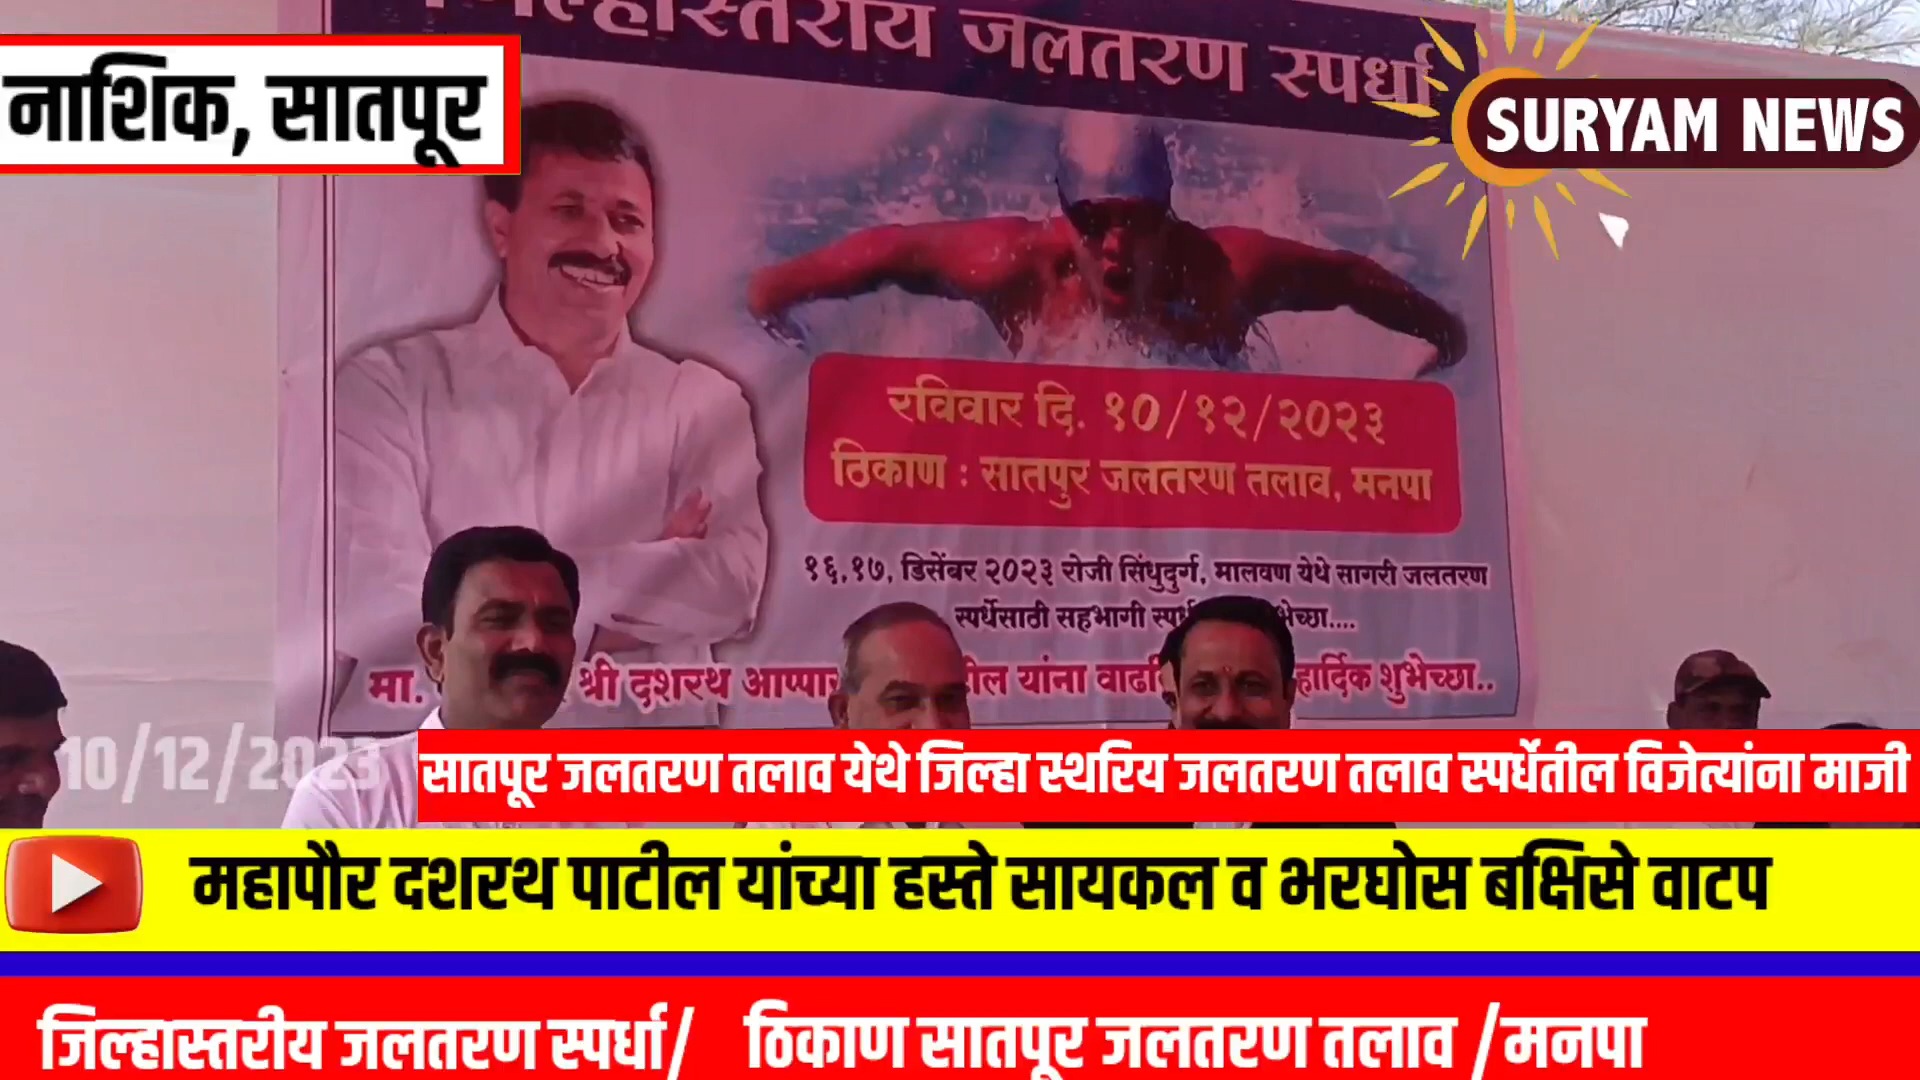 जिल्हास्तरीय जलतरण स्पर्धा
नाशिक, सातपूर
SURYAM NEWS
रविवार दि. १०/१२/२०२३
ठिकाण : सातपुर जलतरण तलाव, मनपा
१६,१७, डिसेंबर २०२३ रोजी सिंधुदुर्ग, मालवण येथे सागरी जलतरण
स्पर्धेसाठी सहभागी
मा. श्री दशरथ यांना हार्दिक शुभेच्छा..
10/12/2023
सातपूर जलतरण तलाव येथे जिल्हा स्थरिय जलतरण तलाव स्पर्धेतील विजेत्यांना माजी
महापौर दशरथ पाटील यांच्या हस्ते सायकल व भरघोस बक्षिसे वाटप
जिल्हास्तरीय जलतरण स्पर्धा/ ठिकाण सातपूर जलतरण तलाव /मनपा